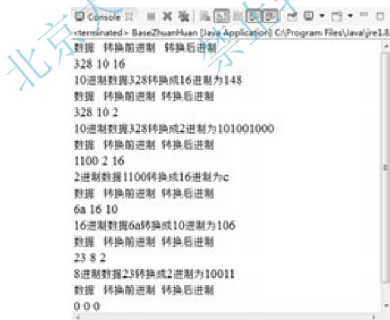 Console
<terminated> BaseZhuanHuan [Java Application] C:\Program Files\Java\jre1.8.
数据 转换前进制 转换后进制
328 10 16
10进制数据328转换成16进制为148
数据 转换前进制 转换后进制
328 10 2
10进制数据328转换成2进制为101001000
数据 转换前进制 转换后进制
1100 2 16
2进制数据1100转换成16进制为c
数据 转换前进制 转换后进制
6a 16 10
16进制数据6a转换成10进制为106
数据 转换前进制 转换后进制
23 8 2
8进制数据23转换成2进制为10011
数据 转换前进制 转换后进制
0 0 0
北京大
禁止